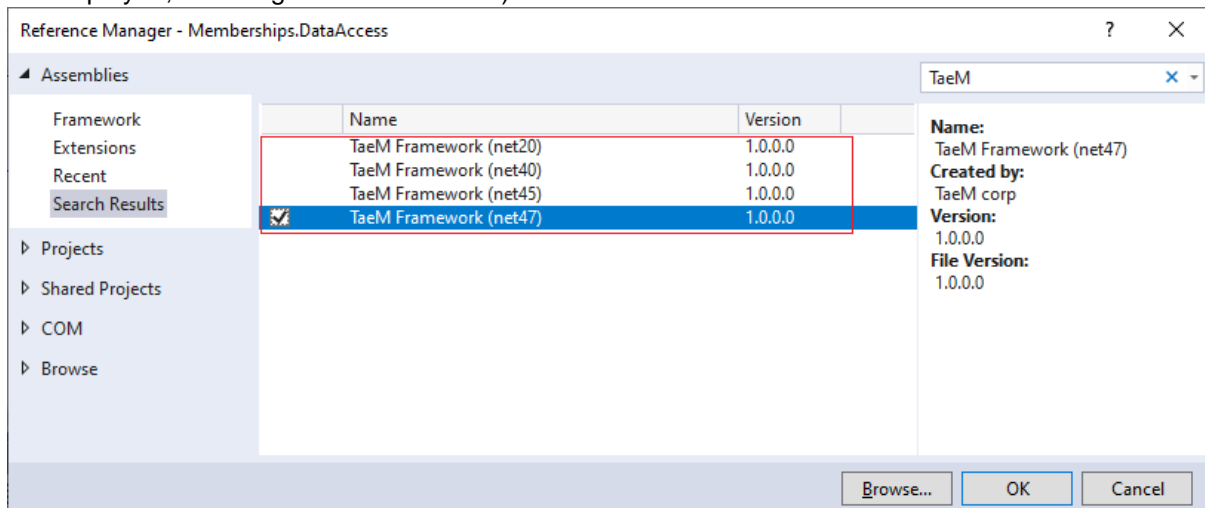 Reference Manager - Memberships.DataAccess ? ×
Assemblies
TaeM
Framework
Extensions
Recent
Search Results
Projects
Shared Projects
COM
Browse
Name Version
TaeM Framework (net20) 1.0.0.0
TaeM Framework (net40) 1.0.0.0
TaeM Framework (net45) 1.0.0.0
TaeM Framework (net47) 1.0.0.0
Name:
TaeM Framework (net47)
Created by:
TaeM corp
Version:
1.0.0.0
File Version:
1.0.0.0
Browse... OK Cancel